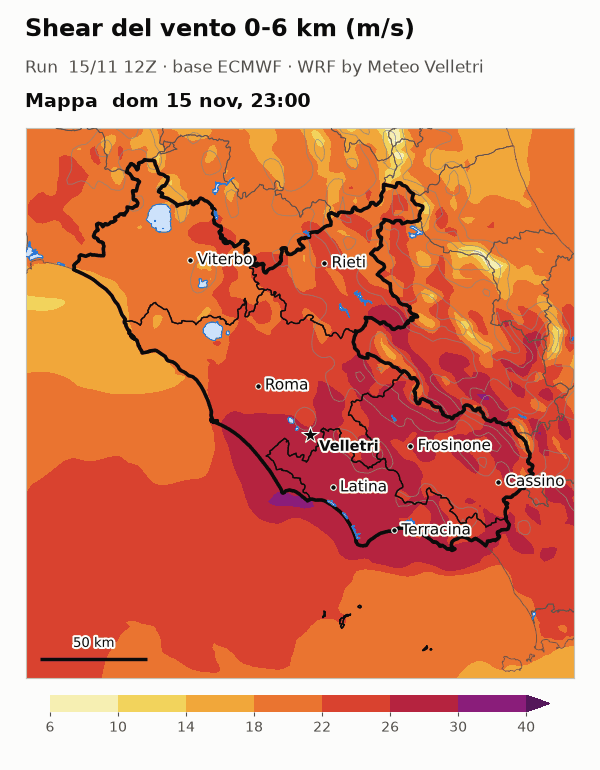 Shear del vento 0-6 km (m/s)
Run  15/11 12Z · base ECMWF · WRF by Meteo Velletri
Mappa  dom 15 nov, 23:00
Viterbo
Rieti
Roma
Velletri
Frosinone
Cassino
Latina
Terracina
50 km
6 10 14 18 22 26 30 40